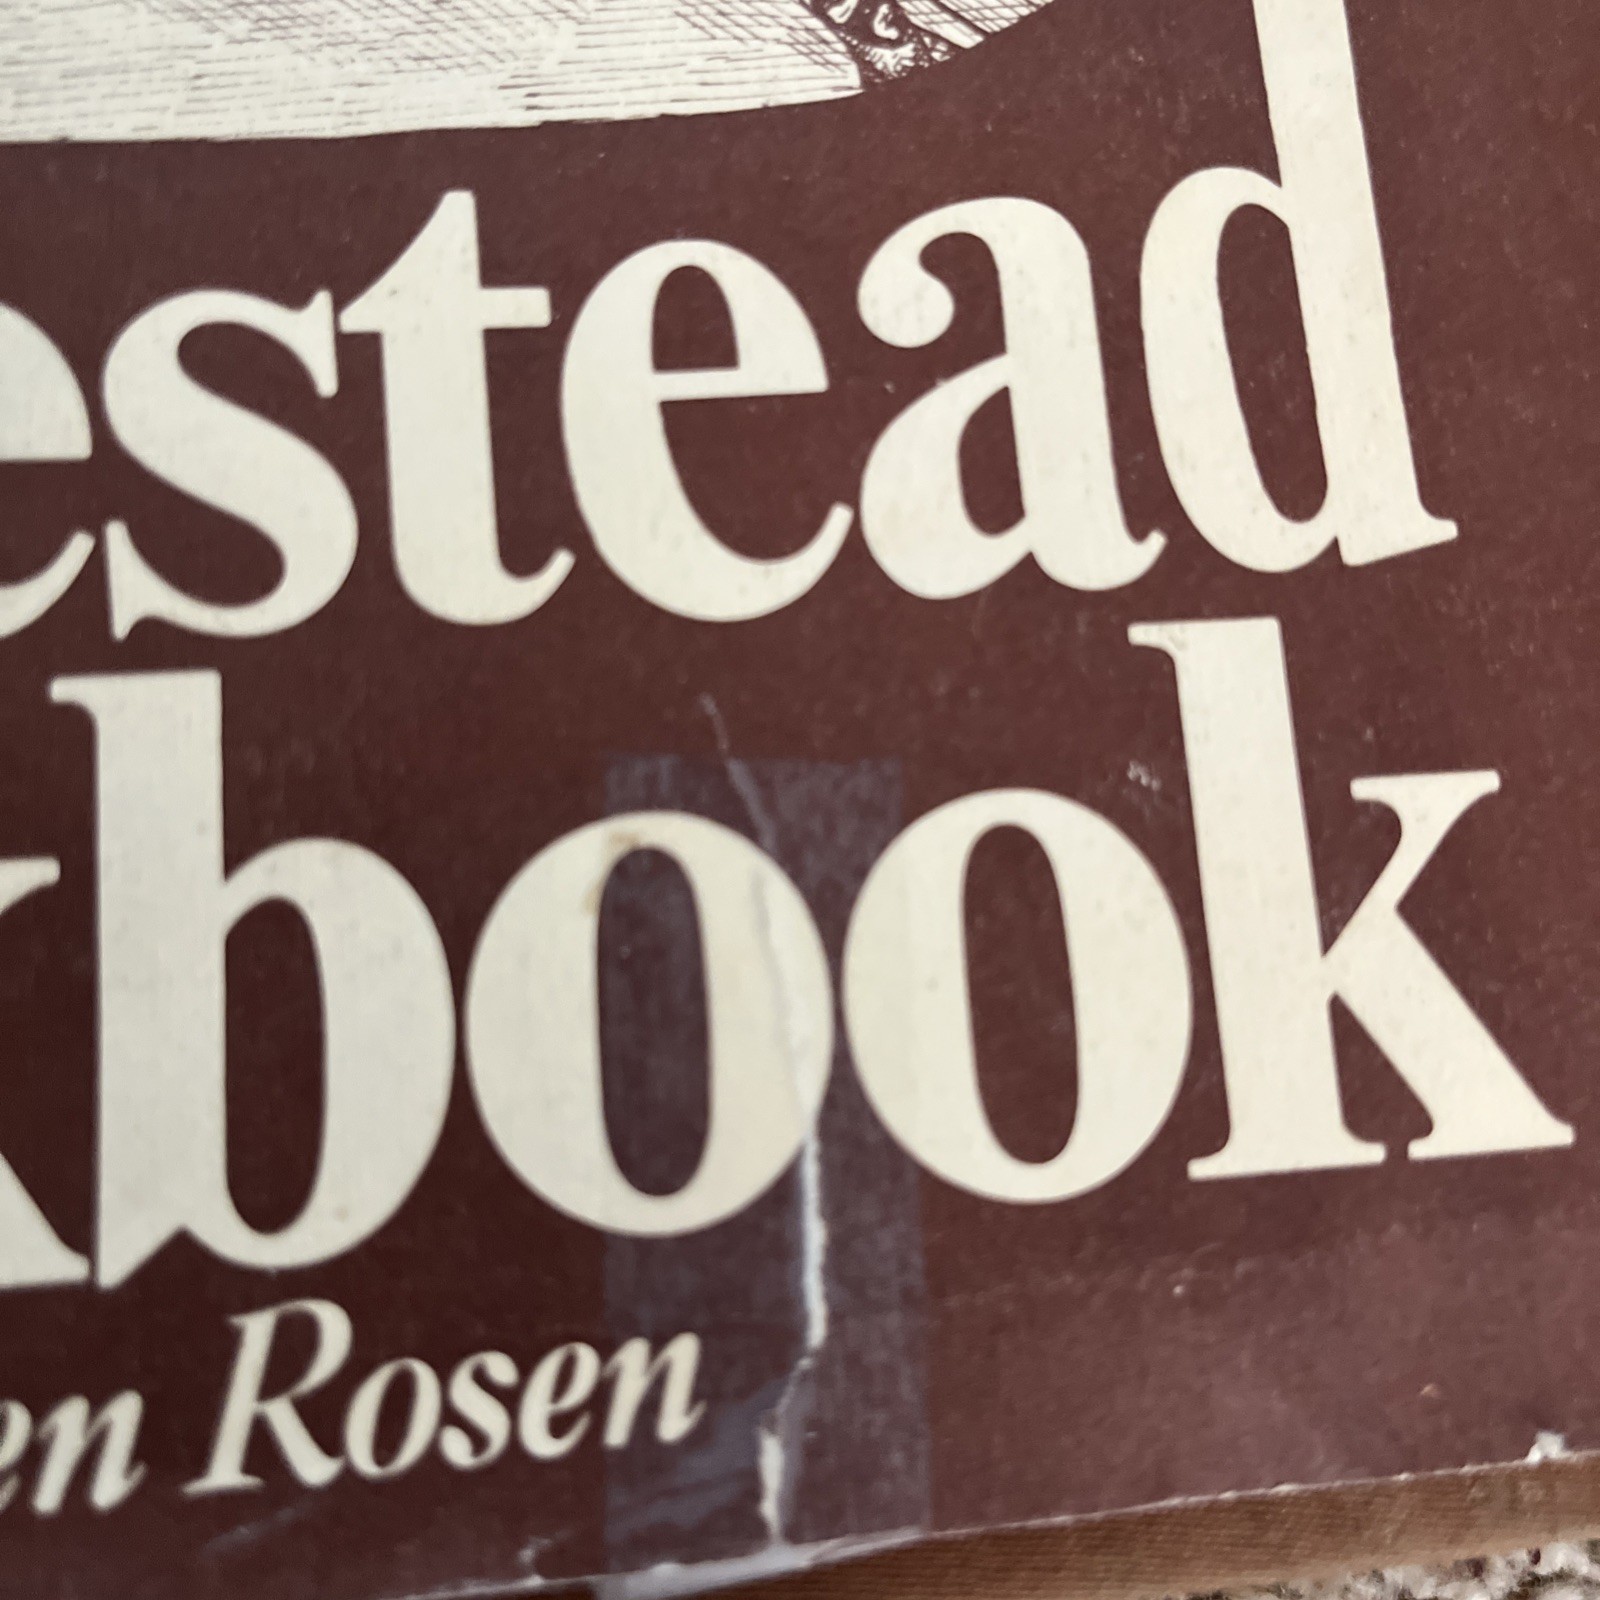 estead
kbook
en Rosen